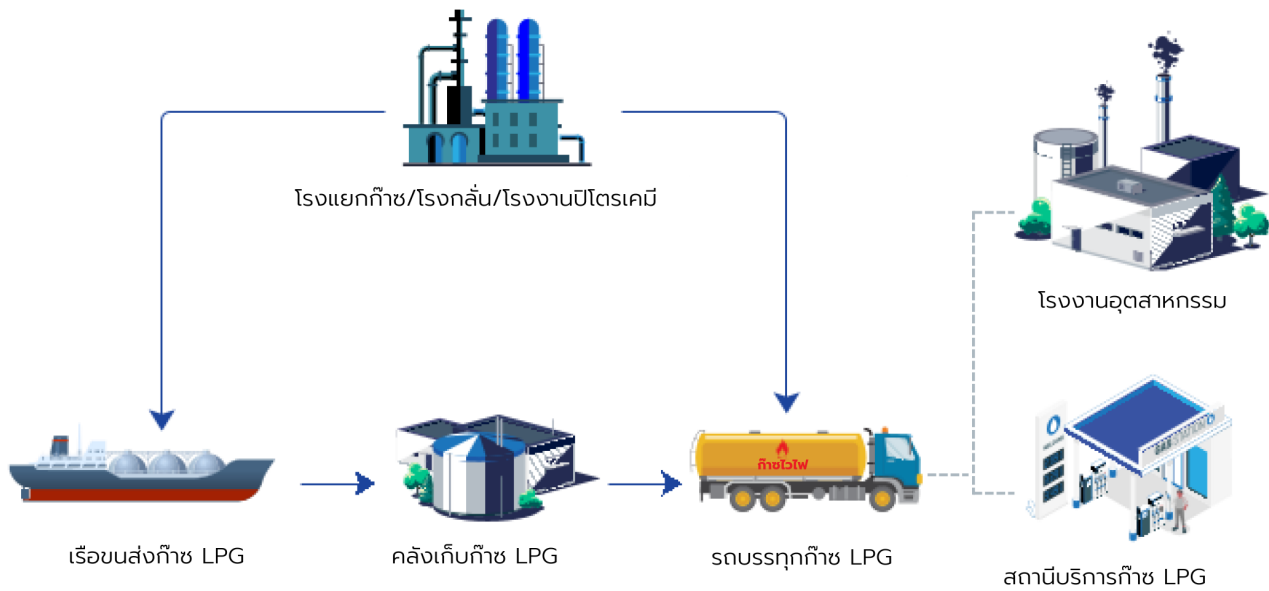 โรงแยกก๊าซ/โรงกลั่น/โรงงานปิโตรเคมี
โรงงานอุตสาหกรรม
ก๊าซไวไฟ
GAS STATION
เรือขนส่งก๊าซ LPG
คลังเก็บก๊าซ LPG
รถบรรทุกก๊าซ LPG
สถานีบริการก๊าซ LPG